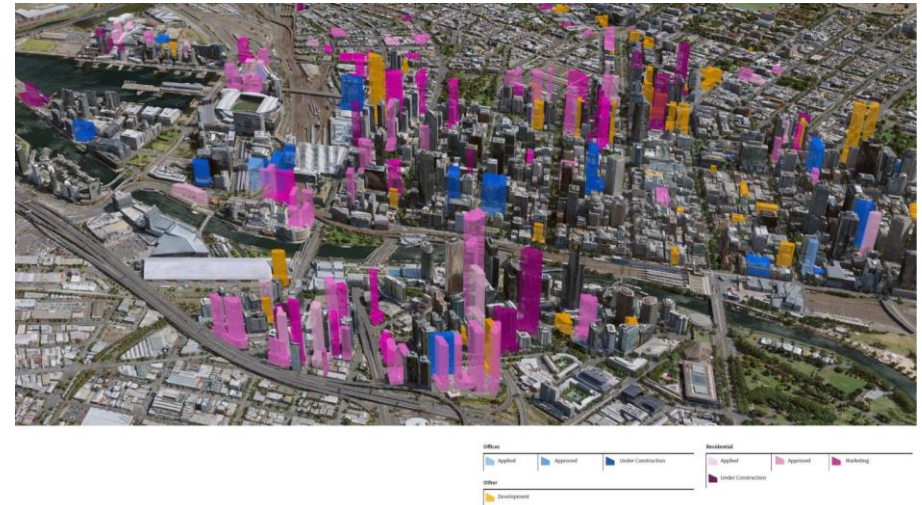 Offices
Applied
Approved
Under Construction
Other
Development
Residential
Applied
Approved
Marketing
Under Construction